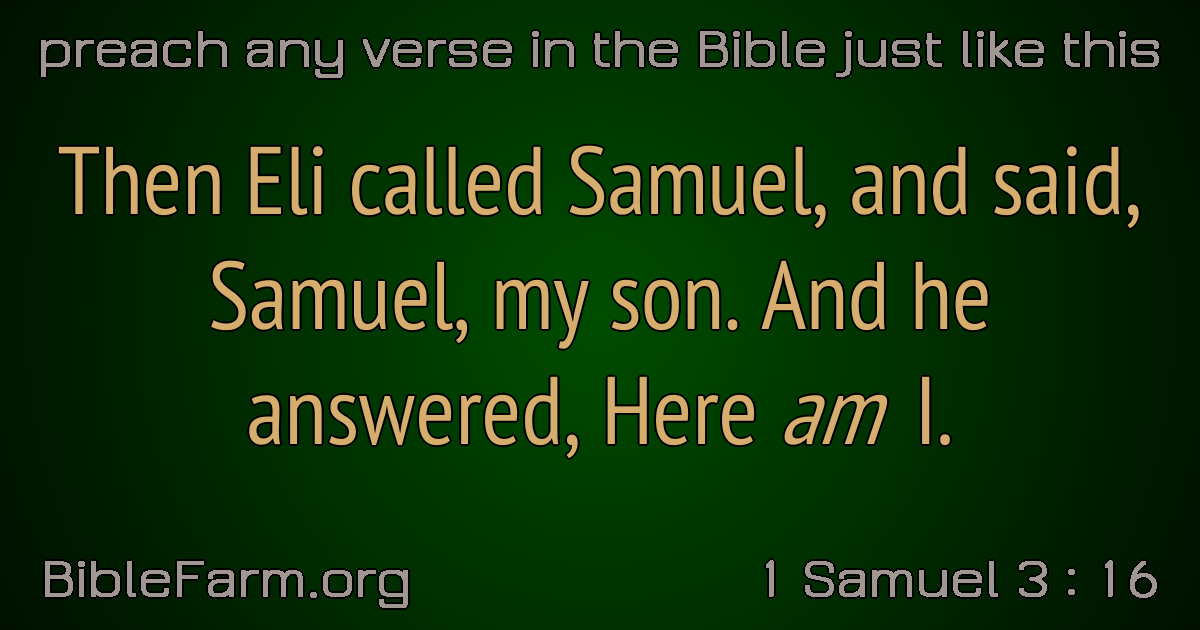 preach any verse in the Bible just like this
Then Eli called Samuel, and said,
Samuel, my son. And he
answered, Here am I.
BibleFarm.org
1 Samuel 3 : 16